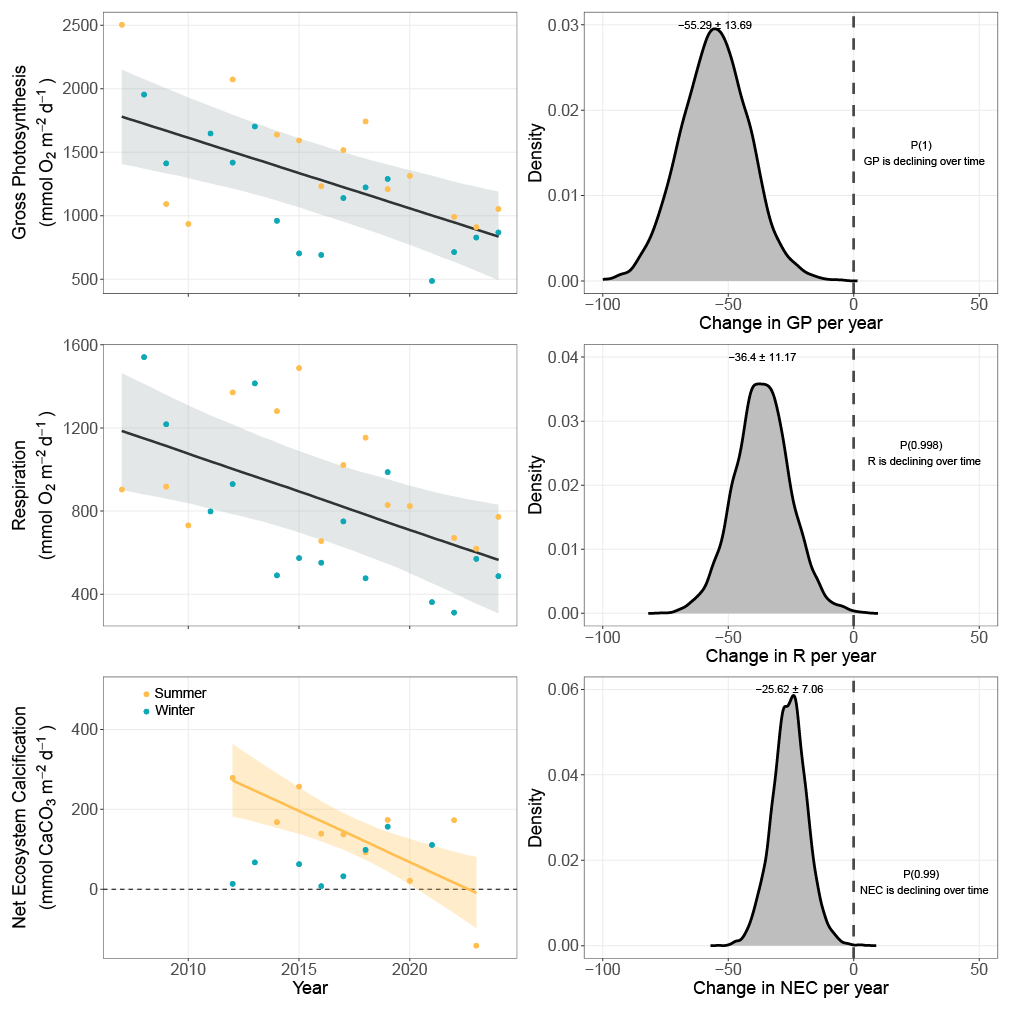 Gross Photosynthesis
(mmol O₂ m⁻² d⁻¹ )
2500
2000
1500
1000
500
Density
0.03
0.02
0.01
0.00
−55.29 ± 13.69
P(1)
GP is declining over time
−100
−50
0
50
Change in GP per year
Respiration
(mmol O₂ m⁻² d⁻¹ )
1600
1200
800
400
Density
0.04
0.03
0.02
0.01
0.00
−36.4 ± 11.17
P(0.998)
R is declining over time
−100
−50
0
50
Change in R per year
Net Ecosystem Calcification
(mmol CaCO₃ m⁻² d⁻¹ )
400
200
0
Summer
Winter
2010
2015
2020
Year
Density
0.06
0.04
0.02
0.00
−25.62 ± 7.06
P(0.99)
NEC is declining over time
−100
−50
0
50
Change in NEC per year